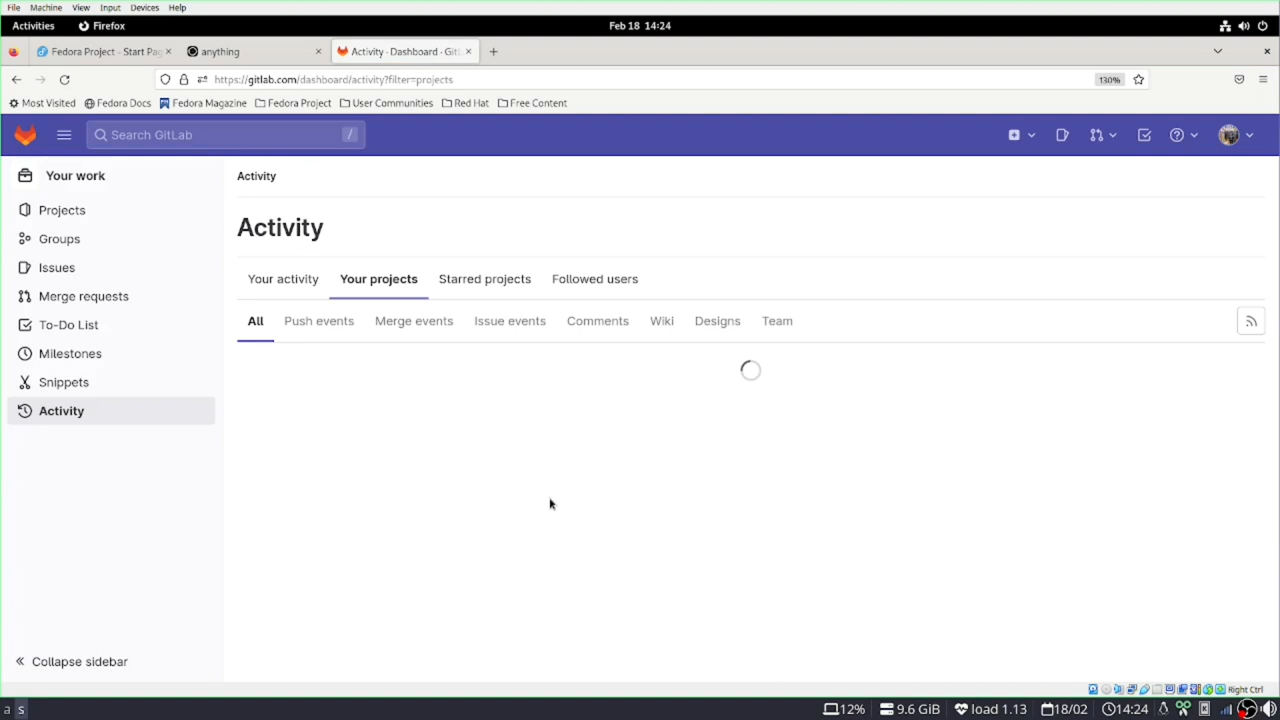 File Machine View Input Devices Help
Activities Firefox Feb 18 14:24
Fedora Project - Start Pag anything Activity · Dashboard · GitL
https://gitlab.com/dashboard/activity?filter=projects 130%
Most Visited Fedora Docs Fedora Magazine Fedora Project User Communities Red Hat Free Content
Search GitLab /
Your work
Projects
Groups
Issues
Merge requests
To-Do List
Milestones
Snippets
Activity
Collapse sidebar
Activity
Activity
Your activity Your projects Starred projects Followed users
All Push events Merge events Issue events Comments Wiki Designs Team
Right Ctrl
a s 12% 9.6 GiB load 1.13 18/02 14:24